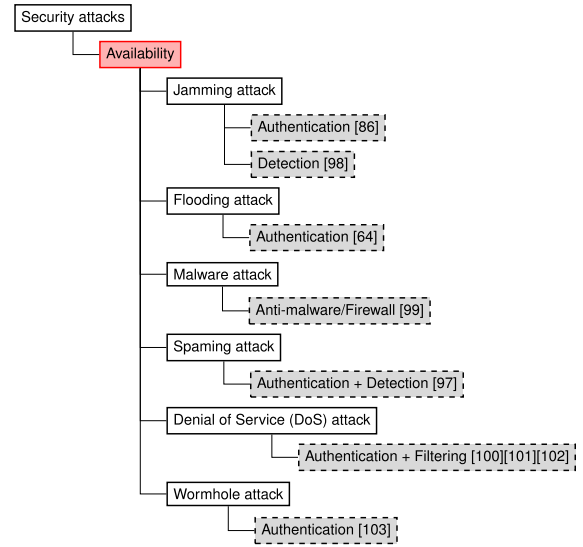 Security attacks
Availability
Jamming attack
Authentication [86]
Detection [98]
Flooding attack
Authentication [64]
Malware attack
Anti-malware/Firewall [99]
Spaming attack
Authentication + Detection [97]
Denial of Service (DoS) attack
Authentication + Filtering [100][101][102]
Wormhole attack
Authentication [103]